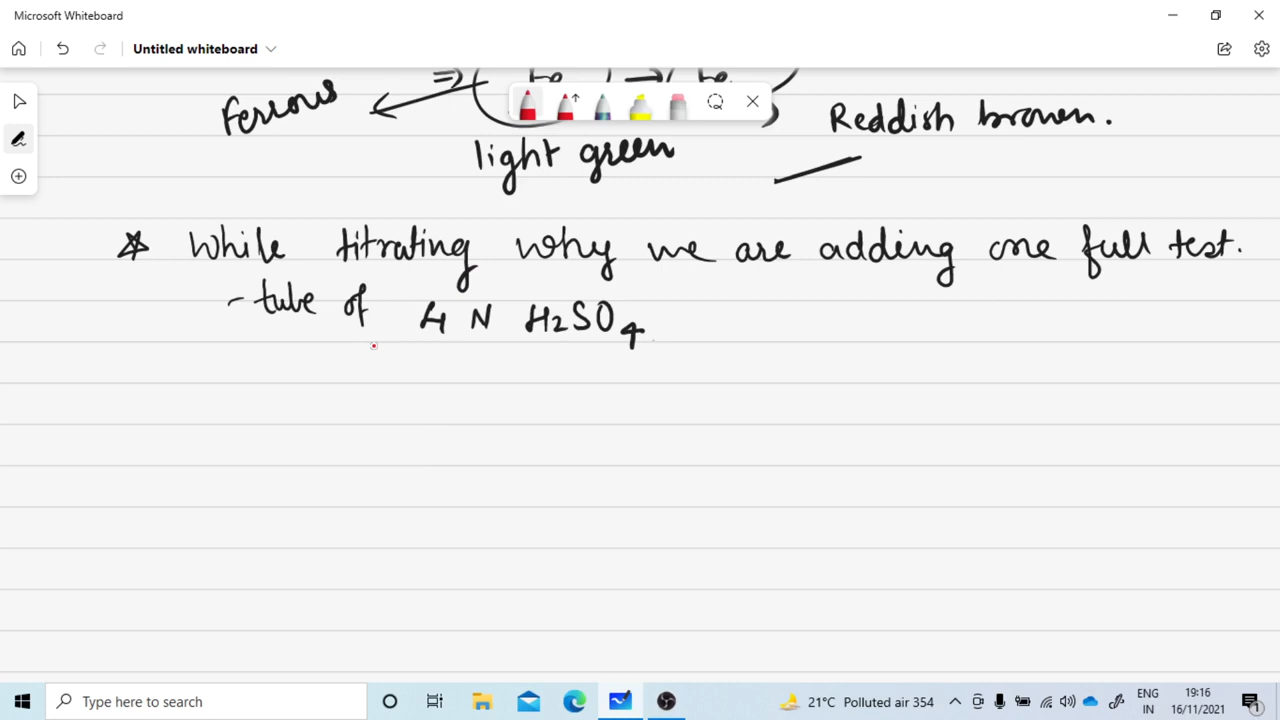 Microsoft Whiteboard
Untitled whiteboard
Ferrous
Reddish brown.
light green
While titrating why we are adding one full test.
- tube of 4 N H₂SO₄
Type here to search
21°C Polluted air 354
ENG
IN
19:16
16/11/2021
1